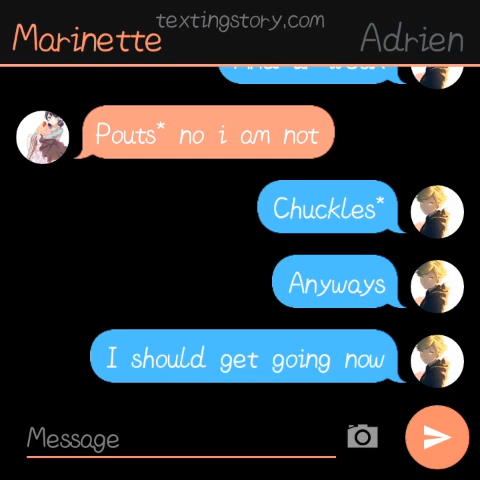 textingstory.com
Marinette
Adrien
Pouts* no i am not
Chuckles*
Anyways
I should get going now
Message